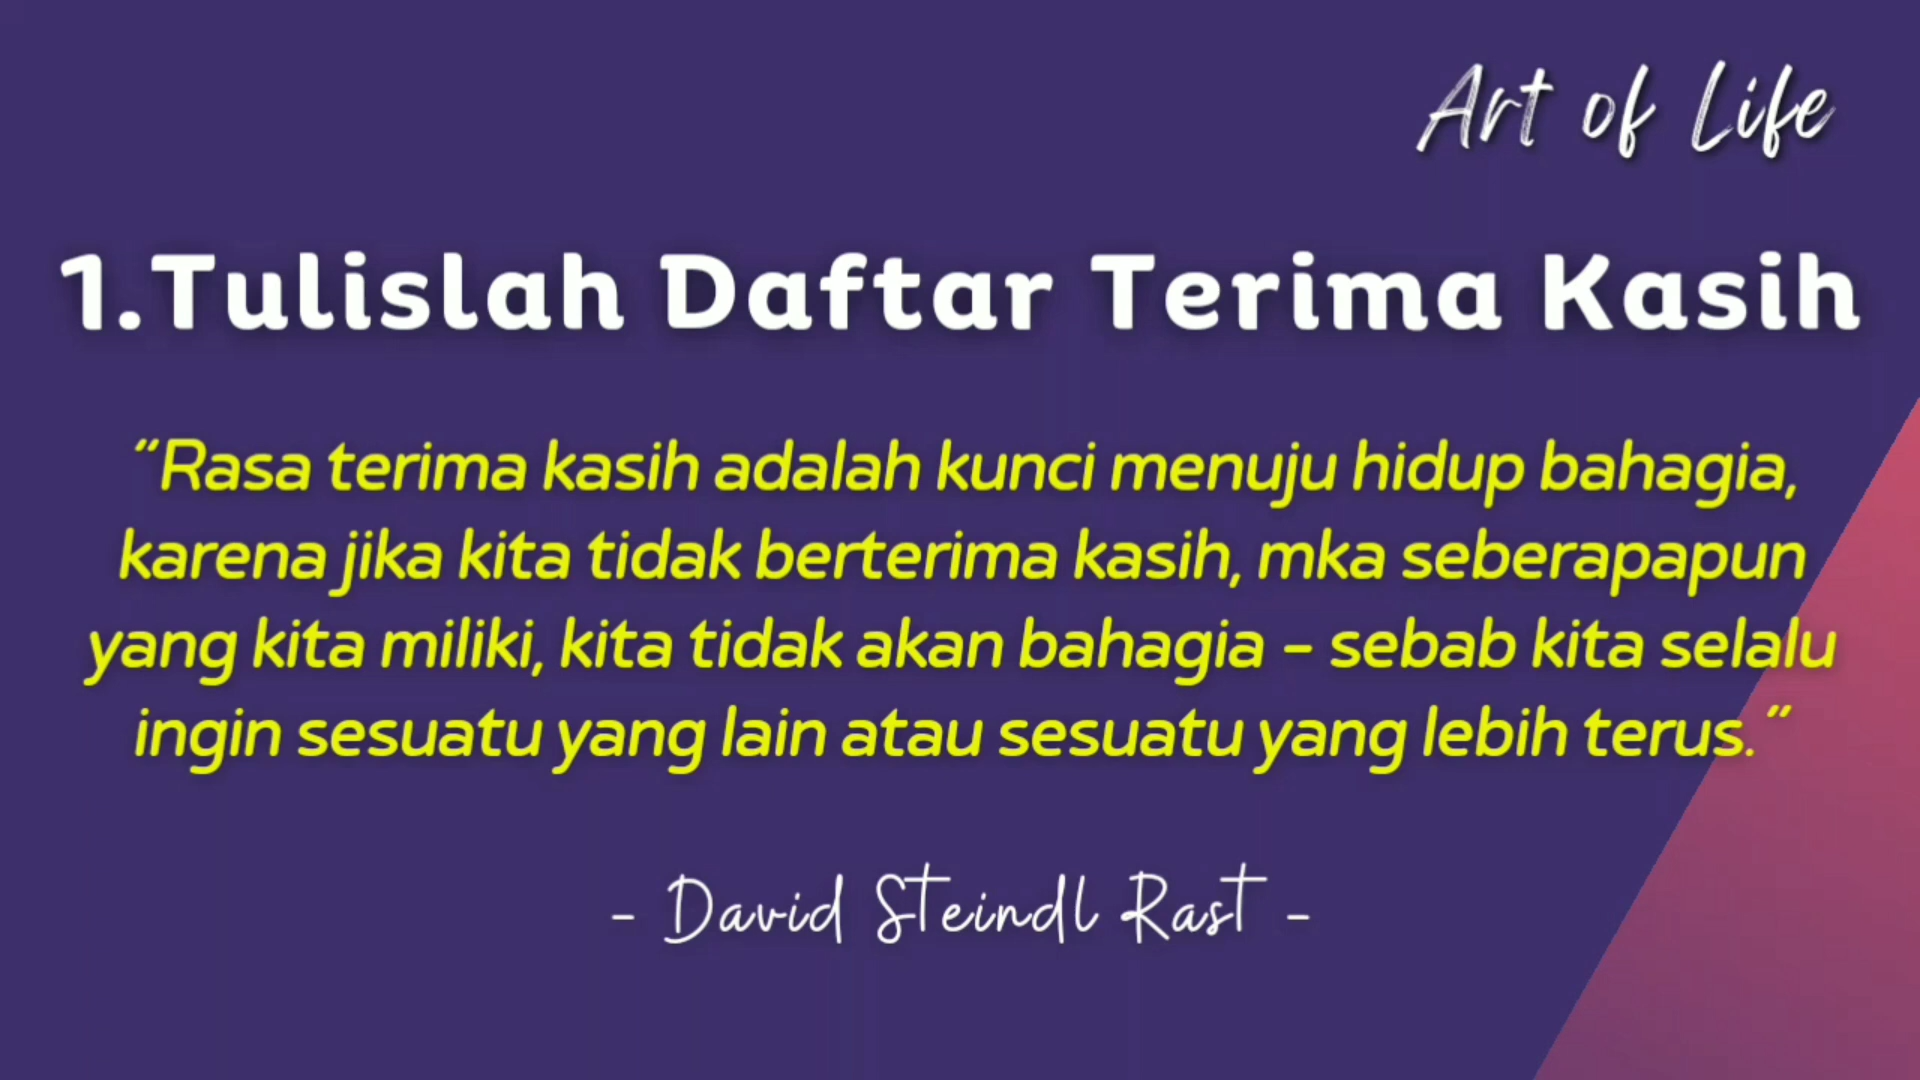 Art of Life
1.Tulislah Daftar Terima Kasih
“Rasa terima kasih adalah kunci menuju hidup bahagia,
karena jika kita tidak berterima kasih, mka seberapapun
yang kita miliki, kita tidak akan bahagia – sebab kita selalu
ingin sesuatu yang lain atau sesuatu yang lebih terus.”
- David Steindl Rast -